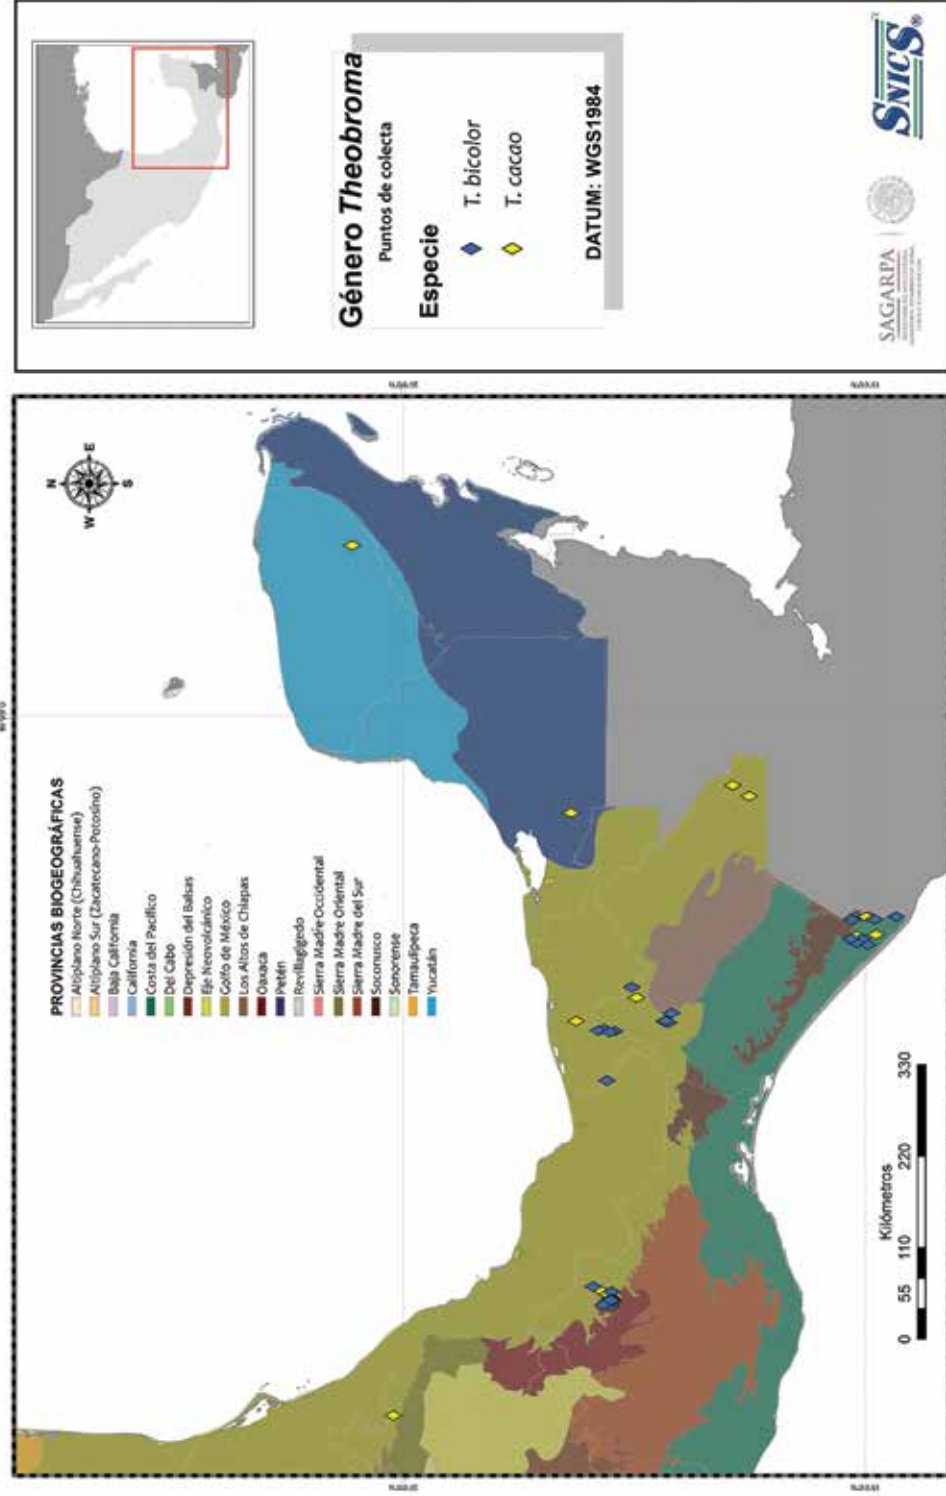 PROVINCIAS BIOGEOGRÁFICAS
Altiplano Norte (Chihuahuense)
Altiplano Sur (Zacatecano-Potosino)
Baja California
California
Costa del Pacífico
Del Cabo
Depresión del Balsas
Eje Neovolcánico
Golfo de México
Los Altos de Chiapas
Oaxaca
Petén
Revillagigedo
Sierra Madre Occidental
Sierra Madre Oriental
Sierra Madre del Sur
Soconusco
Sonorense
Tamaulipeca
Yucatán
N
W
E
S
Kilómetros
0 55 110 220 330
Género Theobroma
Puntos de colecta
Especie
T. bicolor
T. cacao
DATUM: WGS1984
SAGARPA
SNICS®